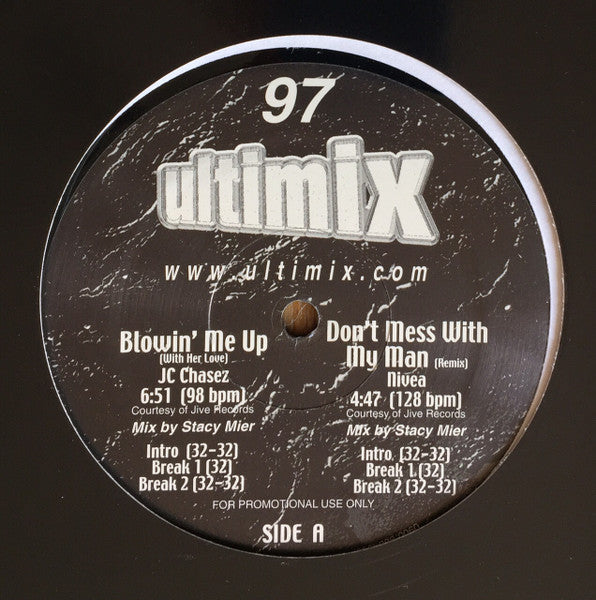 97
ultimix
www.ultimix.com
Blowin' Me Up
(With Her Love)
JC Chasez
6:51 (98 bpm)
Courtesy of Jive Records
Mix by Stacy Mier
Intro (32-32)
Break 1 (32)
Break 2 (32-32)
Don't Mess With
My Man (Remix)
Nivea
4:47 (128 bpm)
Courtesy of Jive Records
Mix by Stacy Mier
Intro (32-32)
Break 1 (32)
Break 2 (32-32)
FOR PROMOTIONAL USE ONLY
SIDE A